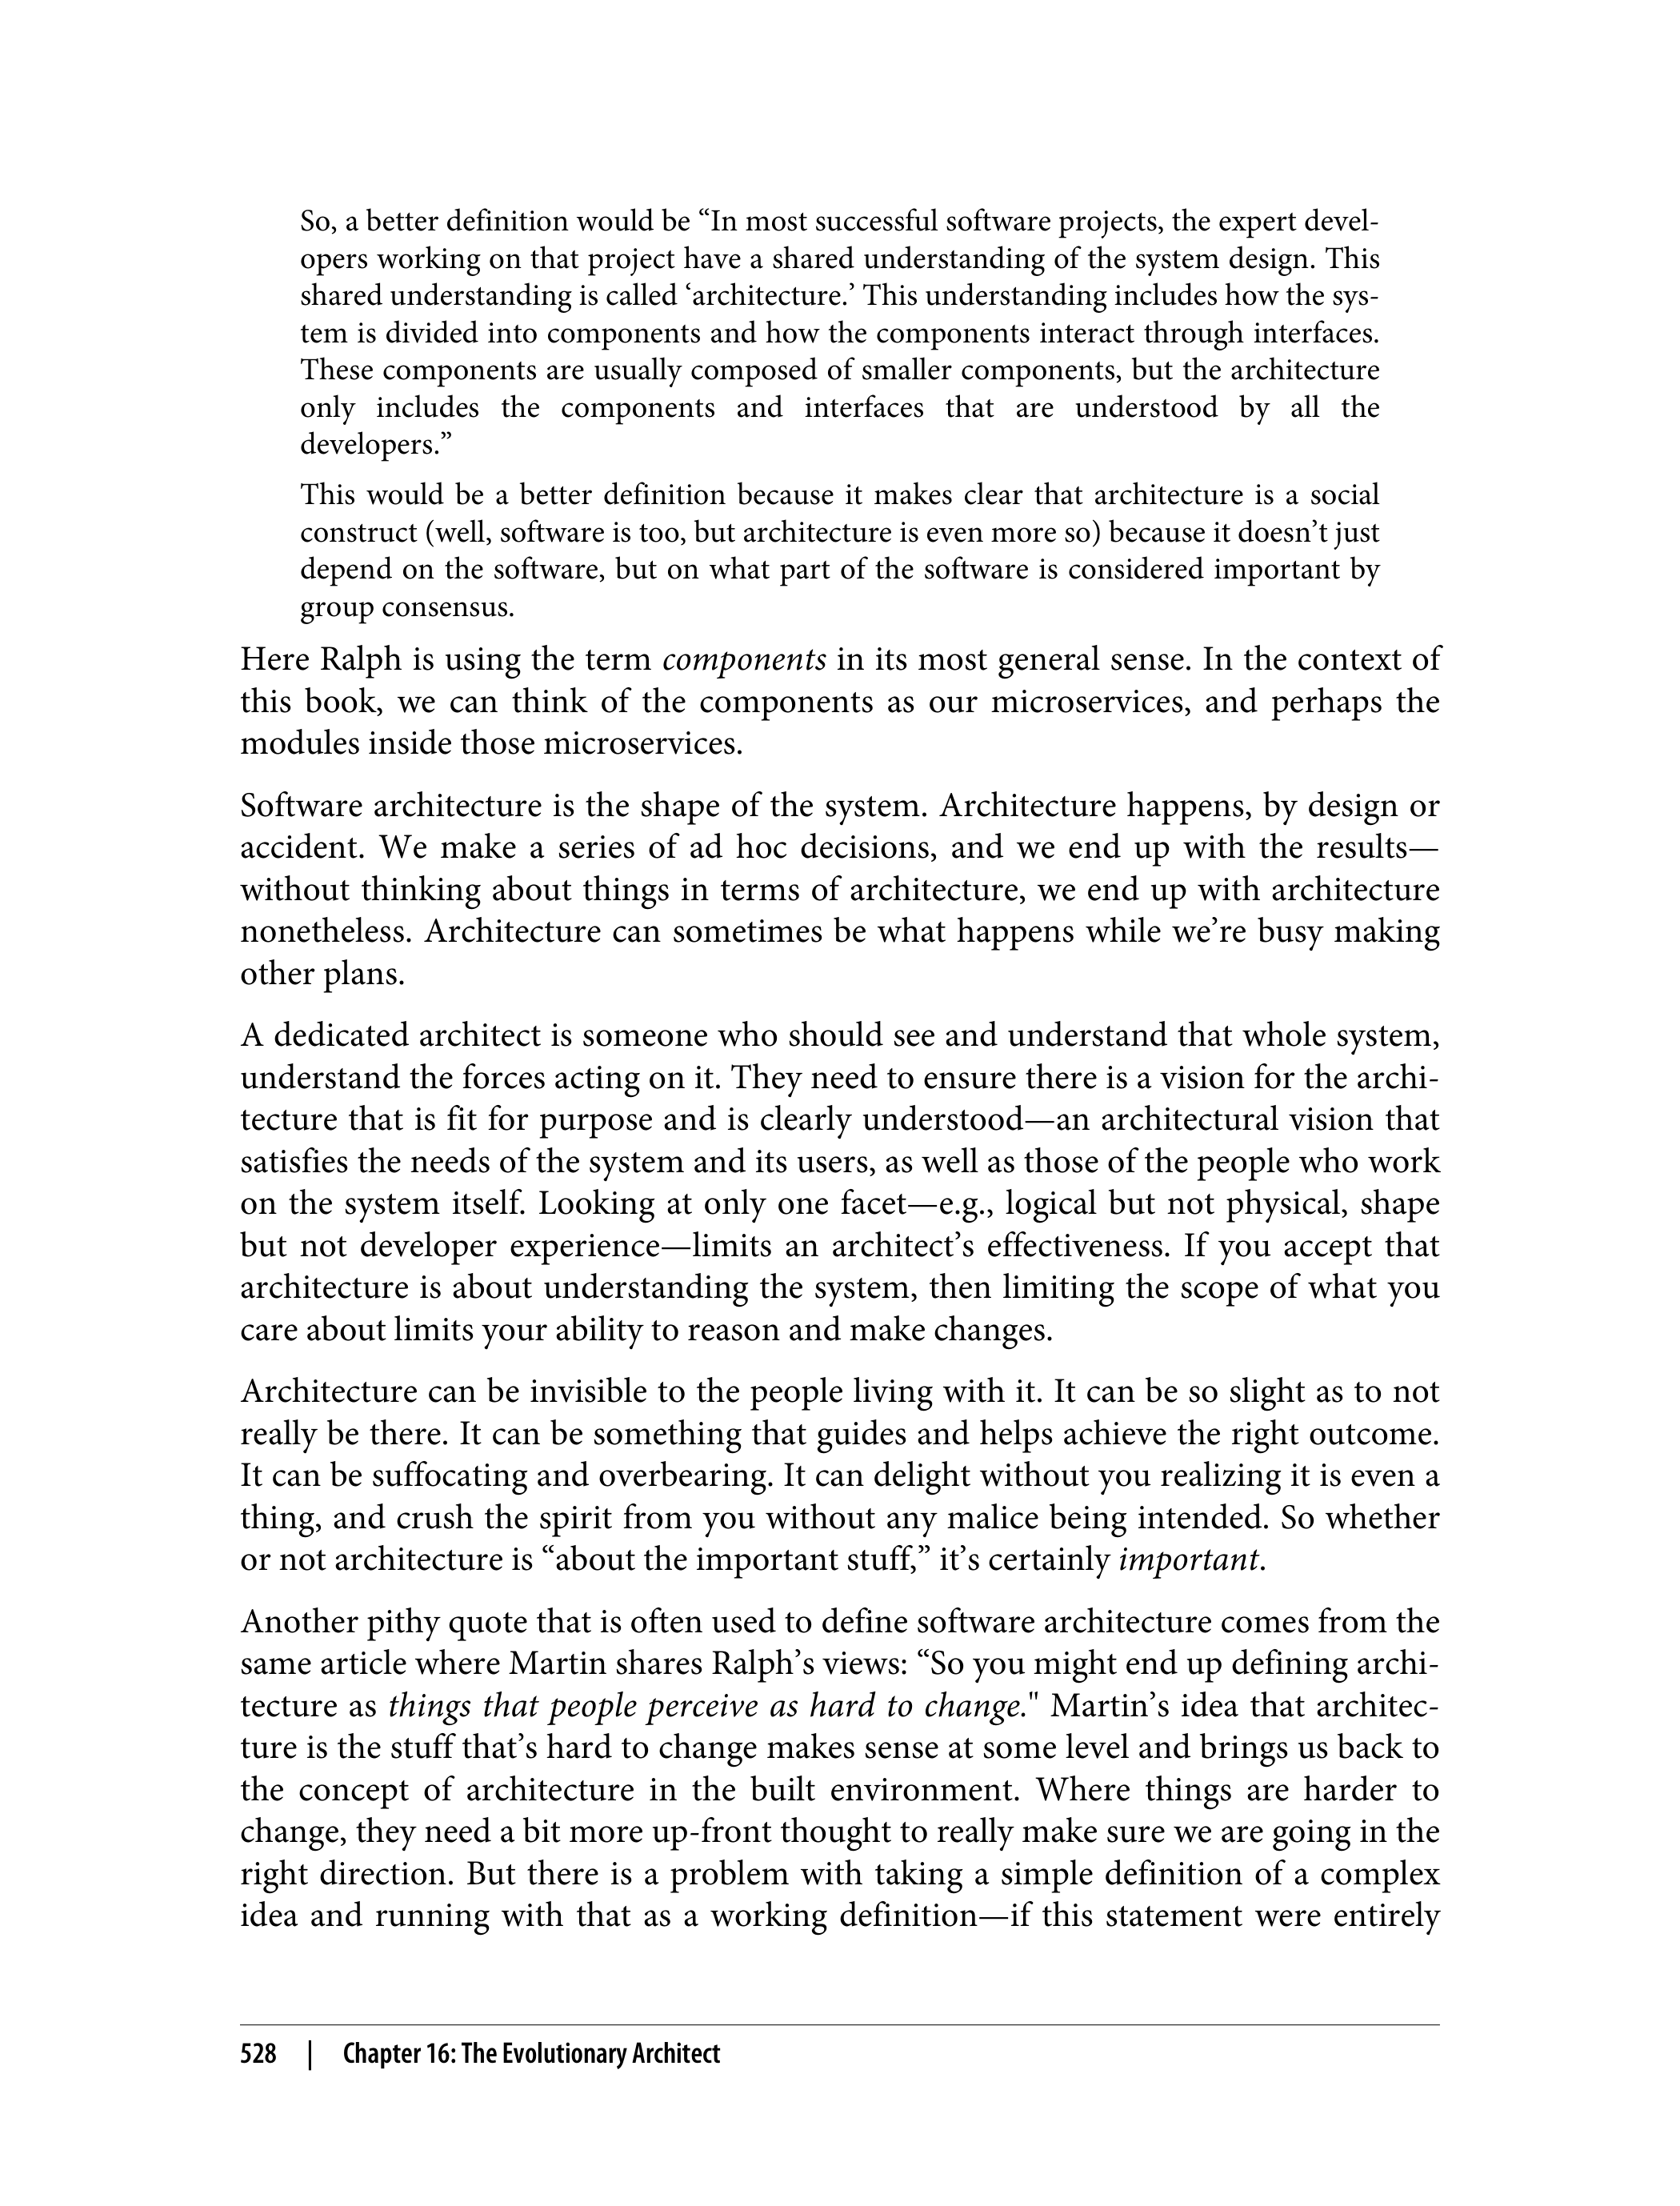 So, a better definition would be “In most successful software projects, the expert devel-
opers working on that project have a shared understanding of the system design. This
shared understanding is called ‘architecture.’ This understanding includes how the sys-
tem is divided into components and how the components interact through interfaces.
These components are usually composed of smaller components, but the architecture
only includes the components and interfaces that are understood by all the
developers.”
This would be a better definition because it makes clear that architecture is a social
construct (well, software is too, but architecture is even more so) because it doesn’t just
depend on the software, but on what part of the software is considered important by
group consensus.
Here Ralph is using the term components in its most general sense. In the context of
this book, we can think of the components as our microservices, and perhaps the
modules inside those microservices.
Software architecture is the shape of the system. Architecture happens, by design or
accident. We make a series of ad hoc decisions, and we end up with the results—
without thinking about things in terms of architecture, we end up with architecture
nonetheless. Architecture can sometimes be what happens while we’re busy making
other plans.
A dedicated architect is someone who should see and understand that whole system,
understand the forces acting on it. They need to ensure there is a vision for the archi-
tecture that is fit for purpose and is clearly understood—an architectural vision that
satisfies the needs of the system and its users, as well as those of the people who work
on the system itself. Looking at only one facet—e.g., logical but not physical, shape
but not developer experience—limits an architect’s effectiveness. If you accept that
architecture is about understanding the system, then limiting the scope of what you
care about limits your ability to reason and make changes.
Architecture can be invisible to the people living with it. It can be so slight as to not
really be there. It can be something that guides and helps achieve the right outcome.
It can be suffocating and overbearing. It can delight without you realizing it is even a
thing, and crush the spirit from you without any malice being intended. So whether
or not architecture is “about the important stuff,” it’s certainly important.
Another pithy quote that is often used to define software architecture comes from the
same article where Martin shares Ralph’s views: “So you might end up defining archi-
tecture as things that people perceive as hard to change." Martin’s idea that architec-
ture is the stuff that’s hard to change makes sense at some level and brings us back to
the concept of architecture in the built environment. Where things are harder to
change, they need a bit more up-front thought to really make sure we are going in the
right direction. But there is a problem with taking a simple definition of a complex
idea and running with that as a working definition—if this statement were entirely
528 | Chapter 16: The Evolutionary Architect